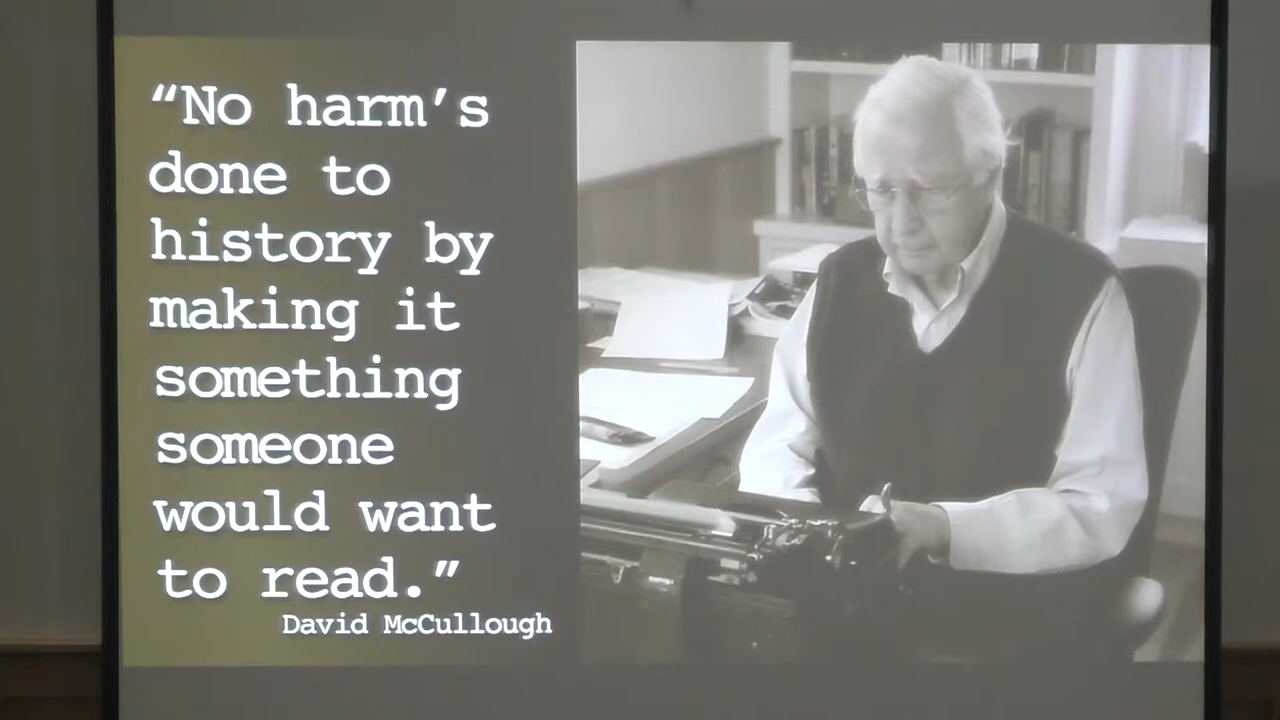 “No harm’s
done to
history by
making it
something
someone
would want
to read.”
David McCullough